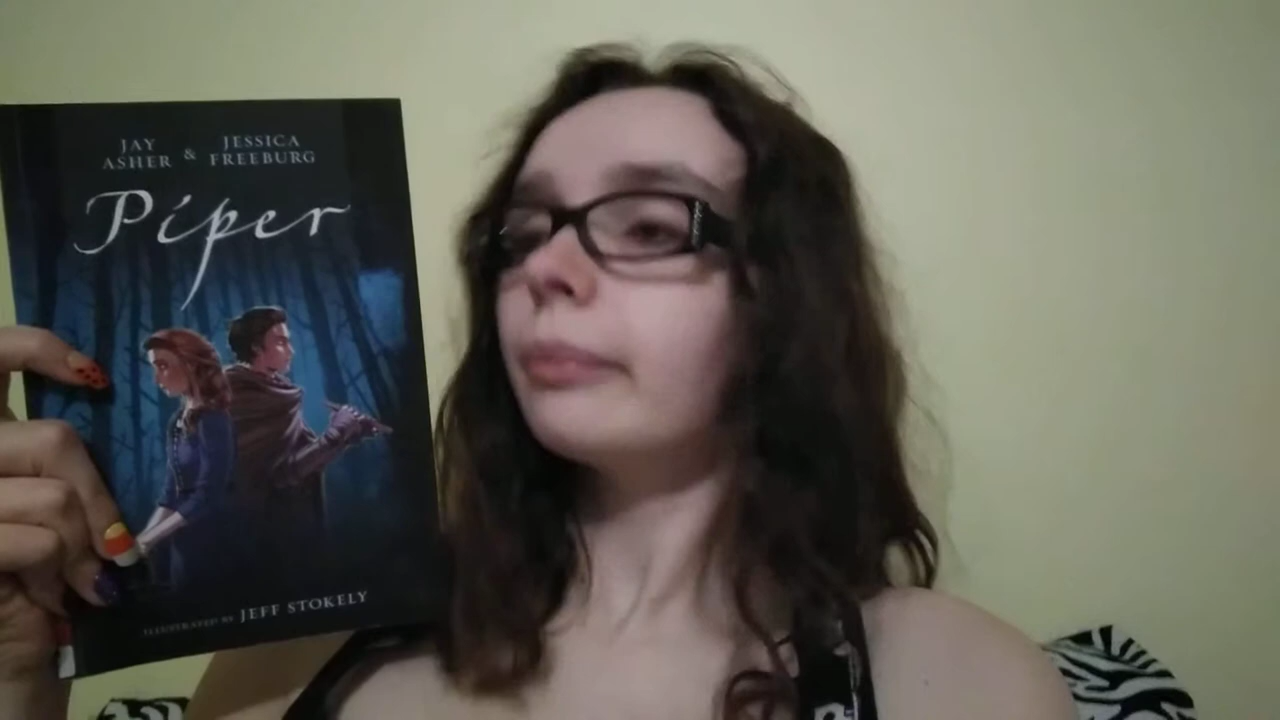 JAY ASHER & JESSICA FREEBURG
Piper
ILLUSTRATED BY JEFF STOKELY